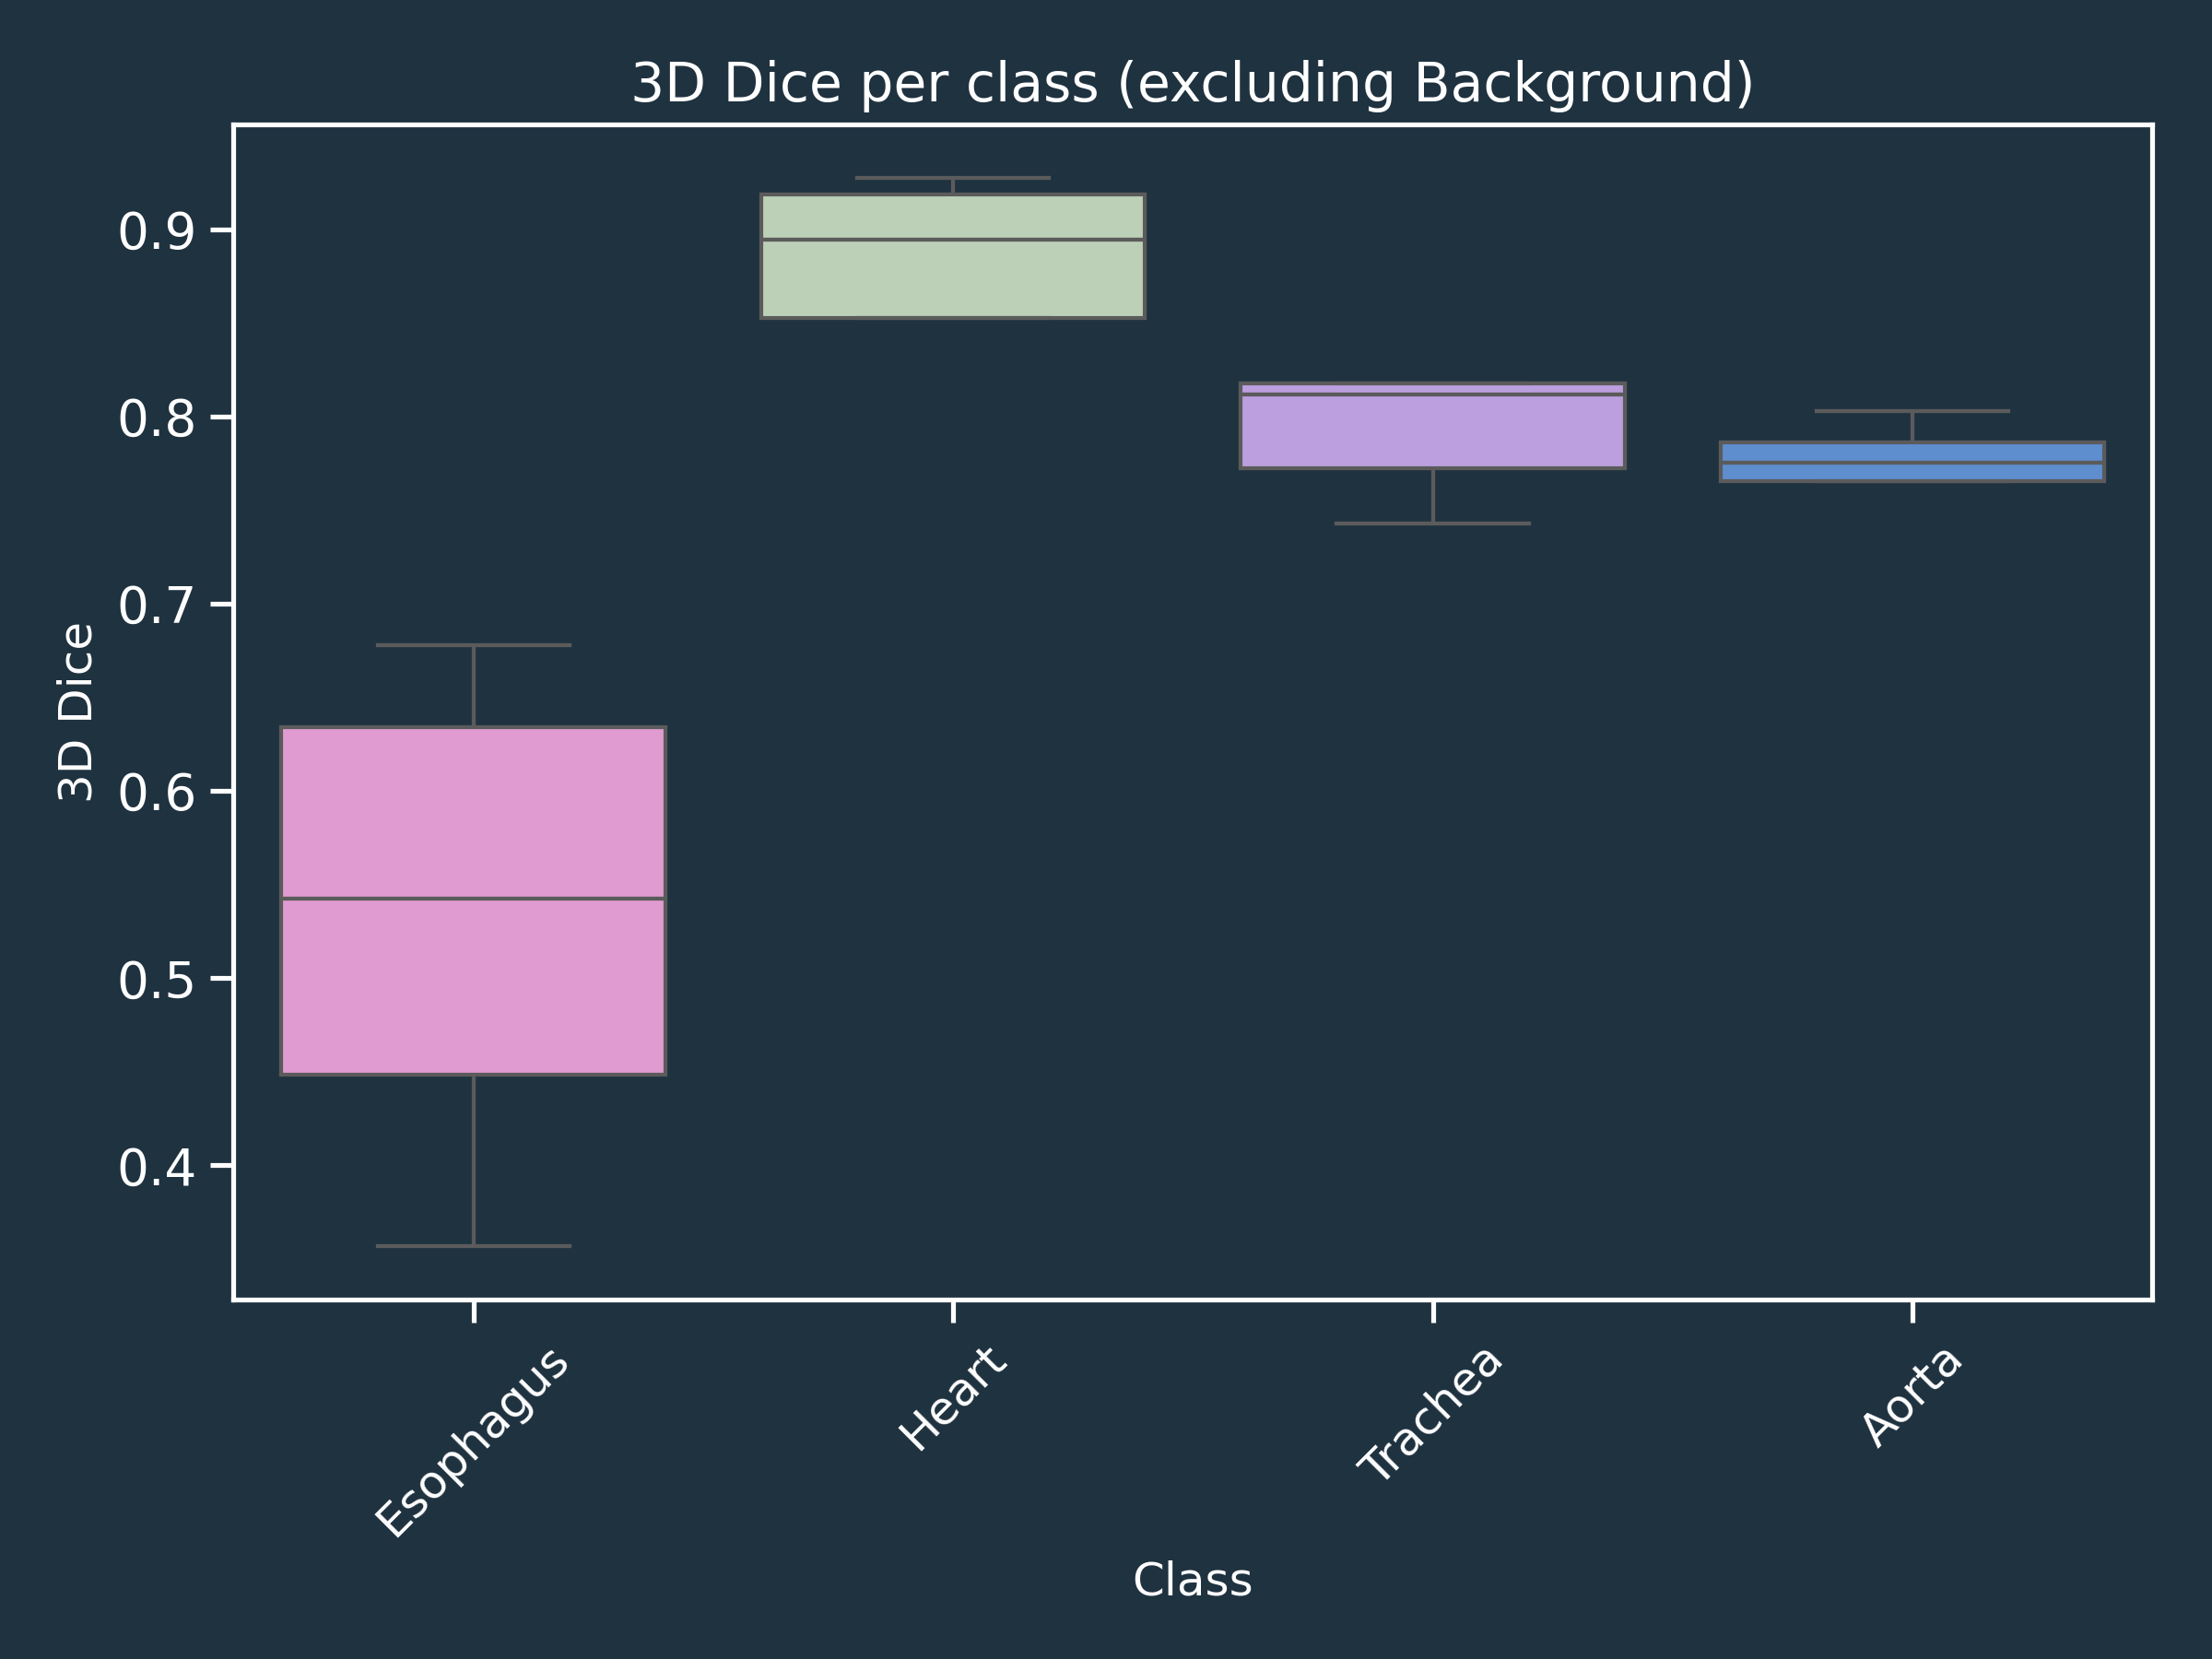 3D Dice per class (excluding Background)
3D Dice
0.9
0.8
0.7
0.6
0.5
0.4
Esophagus
Heart
Trachea
Aorta
Class